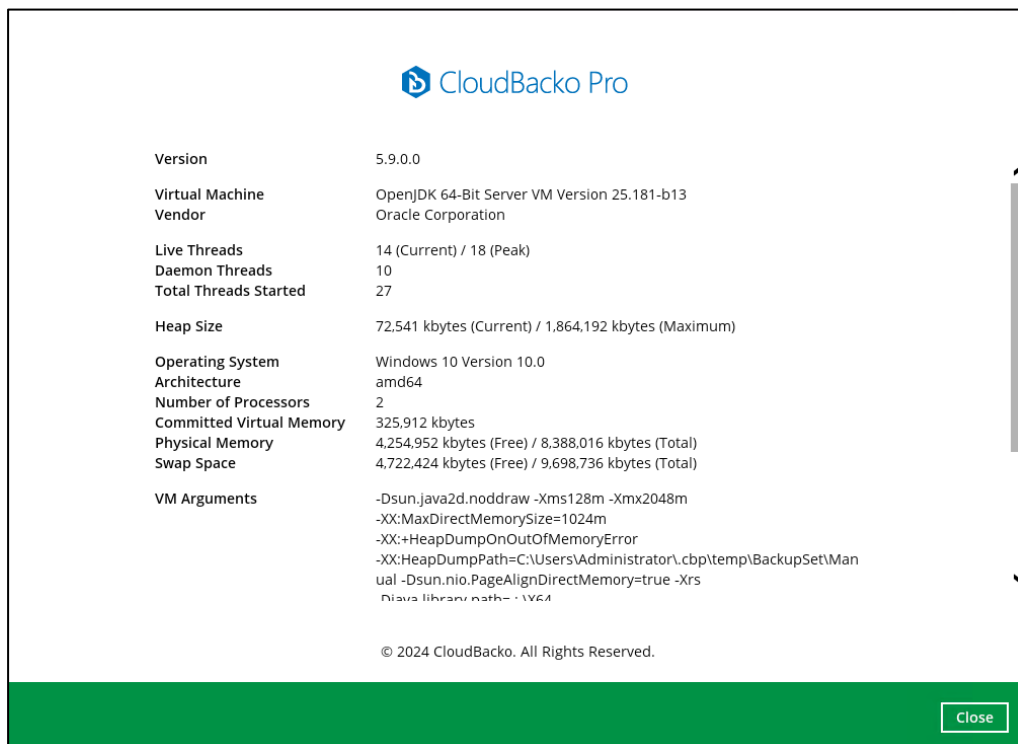 CloudBacko Pro
Version 5.9.0.0
Virtual Machine OpenJDK 64-Bit Server VM Version 25.181-b13
Vendor Oracle Corporation
Live Threads 14 (Current) / 18 (Peak)
Daemon Threads 10
Total Threads Started 27
Heap Size 72,541 kbytes (Current) / 1,864,192 kbytes (Maximum)
Operating System Windows 10 Version 10.0
Architecture amd64
Number of Processors 2
Committed Virtual Memory 325,912 kbytes
Physical Memory 4,254,952 kbytes (Free) / 8,388,016 kbytes (Total)
Swap Space 4,722,424 kbytes (Free) / 9,698,736 kbytes (Total)
VM Arguments -Dsun.java2d.noddraw -Xms128m -Xmx2048m
-XX:MaxDirectMemorySize=1024m
-XX:+HeapDumpOnOutOfMemoryError
-XX:HeapDumpPath=C:\Users\Administrator\.cbp\temp\BackupSet\Man
ual -Dsun.nio.PageAlignDirectMemory=true -Xrs
© 2024 CloudBacko. All Rights Reserved.
Close